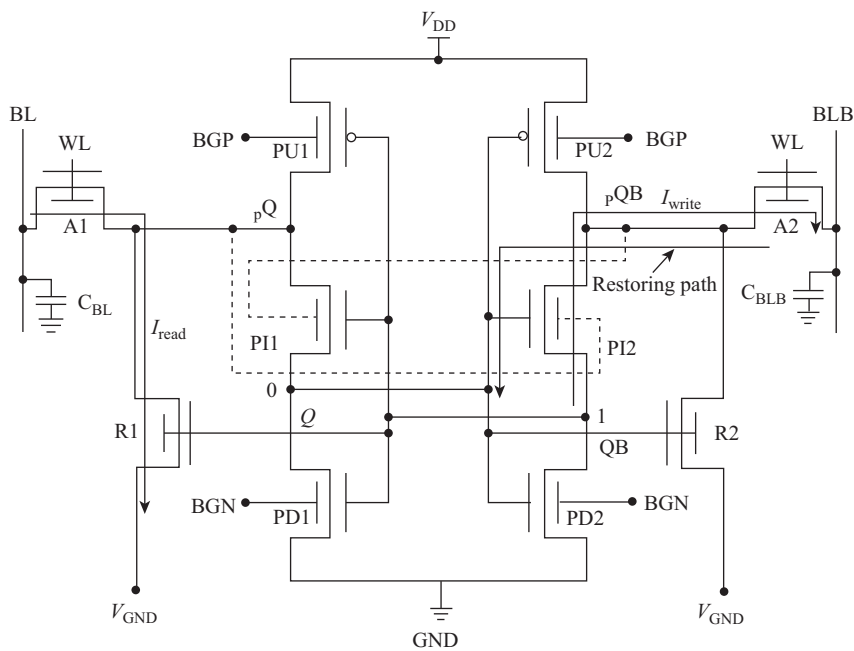 V_DD
BL
BLB
WL
WL
BGP
PU1
PU2
BGP
A1
pQ
pQB
I_write
A2
Restoring path
C_BL
C_BLB
I_read
PI1
PI2
0
1
Q
QB
R1
R2
BGN
PD1
PD2
BGN
V_GND
V_GND
GND